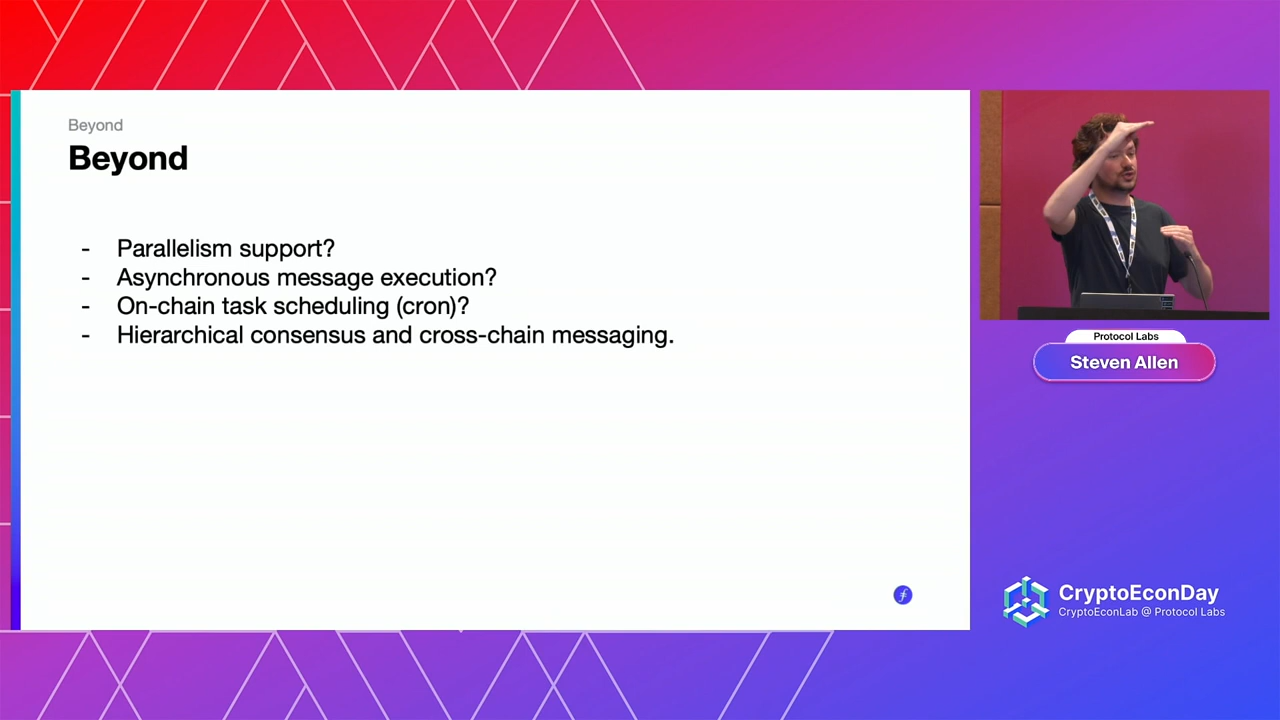 Beyond
Beyond
- Parallelism support?
- Asynchronous message execution?
- On-chain task scheduling (cron)?
- Hierarchical consensus and cross-chain messaging.
Protocol Labs
Steven Allen
CryptoEconDay
CryptoEconLab @ Protocol Labs